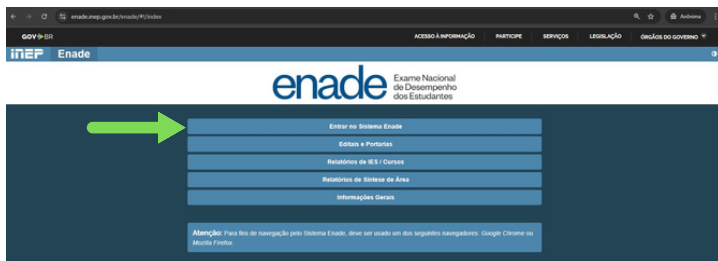 enade.inep.gov.br/enade/#!/index
Anônima
GOV BR
ACESSO À INFORMAÇÃO PARTICIPE SERVIÇOS LEGISLAÇÃO ÓRGÃOS DO GOVERNO
inep Enade
enade Exame Nacional
de Desempenho
dos Estudantes
Entrar no Sistema Enade
Editais e Portarias
Relatórios de IES / Cursos
Relatórios de Síntese de Área
Informações Gerais
Atenção: Para fins de navegação pelo Sistema Enade, deve ser usado um dos seguintes navegadores: Google Chrome ou
Mozilla Firefox.